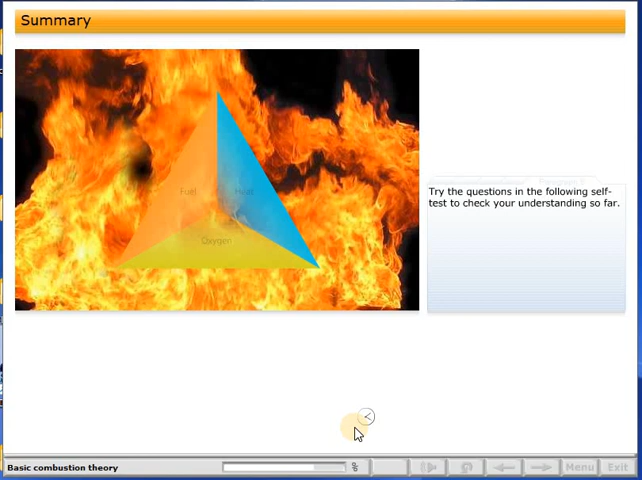 Summary
Fuel
Heat
Oxygen
Try the questions in the following self-
test to check your understanding so far.
Basic combustion theory
Menu
Exit